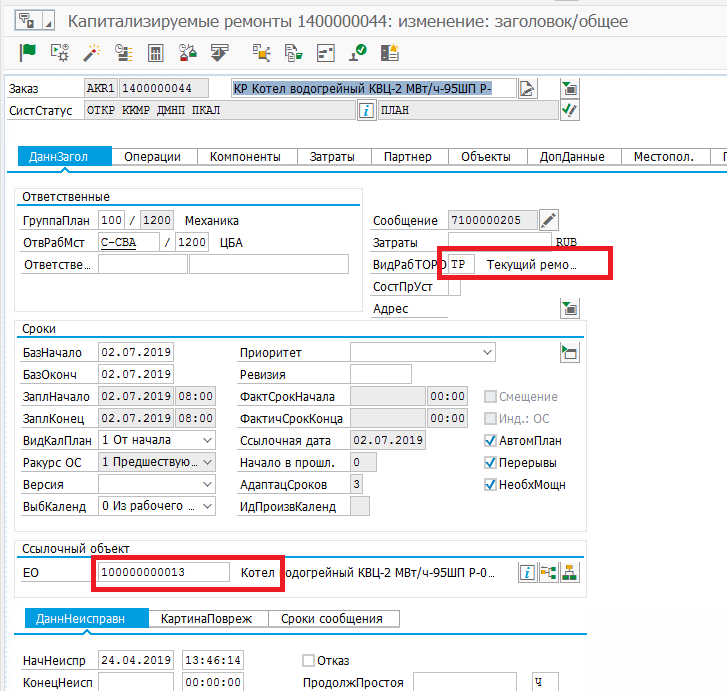 Капитализируемые ремонты 1400000044: изменение: заголовок/общее
Заказ AKR1 1400000044 КР Котел водогрейный КВЦ-2 МВт/ч-95ШП Р-
СистСтатус ОТКР ККМР ДМНП ПКАЛ ПЛАН
ДаннЗагол Операции Компоненты Затраты Партнер Объекты ДопДанные Местопол.
Ответственные
ГруппаПлан 100 / 1200 Механика Сообщение 7100000205
ОтвРабМст С-СВА / 1200 ЦБА Затраты RUB
Ответстве… ВидРабТОРО ТР Текущий ремо…
СостПрУст
Адрес
Сроки
БазНачало 02.07.2019 Приоритет
БазОконч 02.07.2019 Ревизия
ЗаплНачало 02.07.2019 08:00 ФактСрокНачала 00:00 Смещение
ЗаплКонец 02.07.2019 08:00 ФактичСрокКонца 00:00 Инд.: ОС
ВидКалПлан 1 От начала Ссылочная дата 02.07.2019 АвтомПлан
Ракурс ОС 1 Предшествую… Начало в прошл. 0 Перерывы
Версия АдаптацСроков 3 НеобхМощн
ВыбКаленд 0 Из рабочего … ИдПроизвКаленд
Ссылочный объект
ЕО 100000000013 Котел водогрейный КВЦ-2 МВт/ч-95ШП Р-0…
ДаннНеисправн КартинаПовреж Сроки сообщения
НачНеиспр 24.04.2019 13:46:14 Отказ
КонецНеисп 00:00:00 ПродолжПростоя Ч